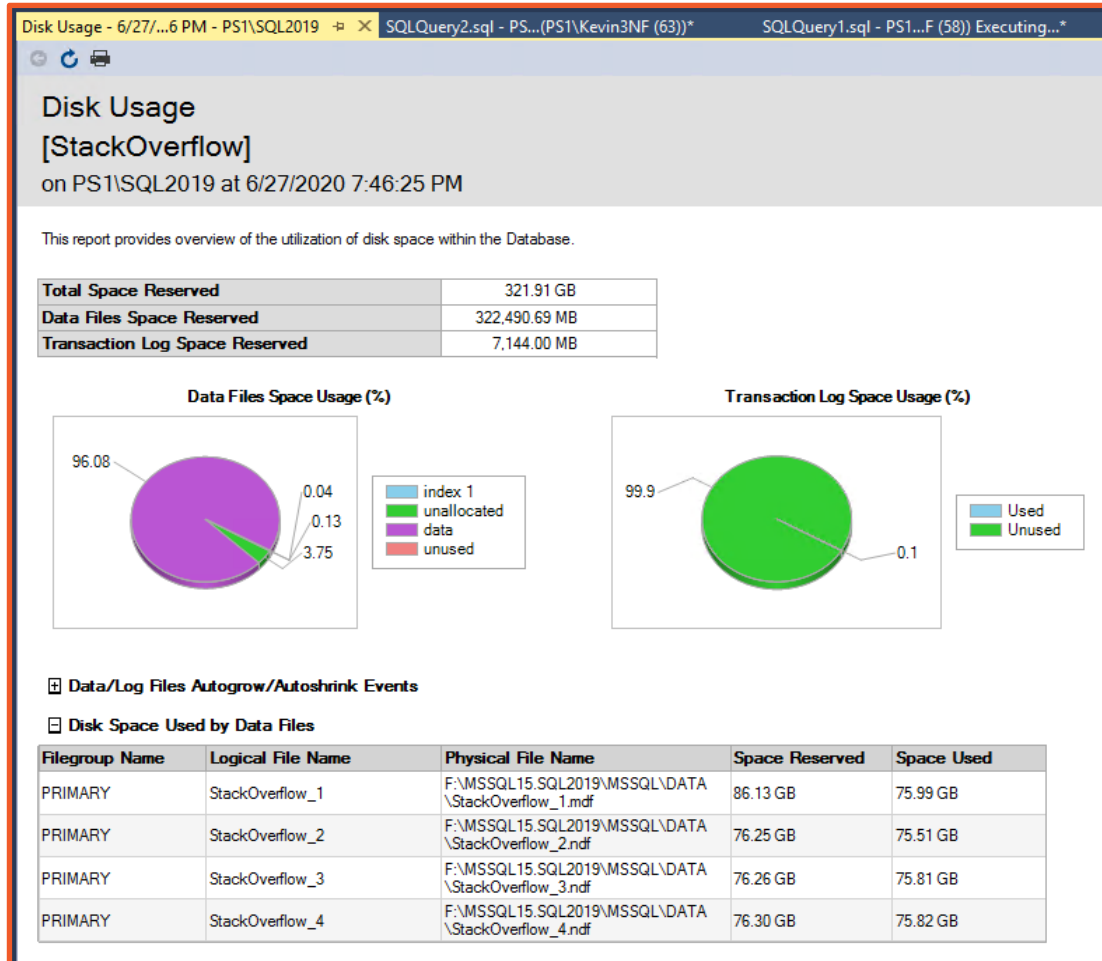 Disk Usage - 6/27/...6 PM - PS1\SQL2019 SQLQuery2.sql - PS...(PS1\Kevin3NF (63))* SQLQuery1.sql - PS1...F (58)) Executing...*
Disk Usage
[StackOverflow]
on PS1\SQL2019 at 6/27/2020 7:46:25 PM
This report provides overview of the utilization of disk space within the Database.
Total Space Reserved 321.91 GB
Data Files Space Reserved 322,490.69 MB
Transaction Log Space Reserved 7,144.00 MB
Data Files Space Usage (%)
96.08
0.04
0.13
3.75
index 1
unallocated
data
unused
Transaction Log Space Usage (%)
99.9
0.1
Used
Unused
Data/Log Files Autogrow/Autoshrink Events
Disk Space Used by Data Files
Filegroup Name Logical File Name Physical File Name Space Reserved Space Used
PRIMARY StackOverflow_1 F:\MSSQL15.SQL2019\MSSQL\DATA
\StackOverflow_1.mdf 86.13 GB 75.99 GB
PRIMARY StackOverflow_2 F:\MSSQL15.SQL2019\MSSQL\DATA
\StackOverflow_2.ndf 76.25 GB 75.51 GB
PRIMARY StackOverflow_3 F:\MSSQL15.SQL2019\MSSQL\DATA
\StackOverflow_3.ndf 76.26 GB 75.81 GB
PRIMARY StackOverflow_4 F:\MSSQL15.SQL2019\MSSQL\DATA
\StackOverflow_4.ndf 76.30 GB 75.82 GB